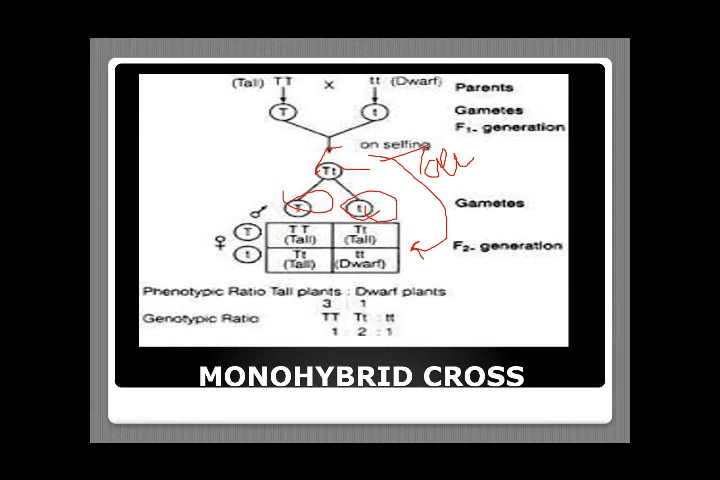 (Tall) TT x tt (Dwarf) Parents
T t Gametes
F1- generation
on selfing
Tt Tall
♂ T t Gametes
♀ T TT Tt
(Tall) (Tall)
F2- generation
t Tt tt
(Tall) (Dwarf)
Phenotypic Ratio Tall plants : Dwarf plants
3 : 1
Genotypic Ratio TT Tt : tt
1 : 2 : 1
MONOHYBRID CROSS